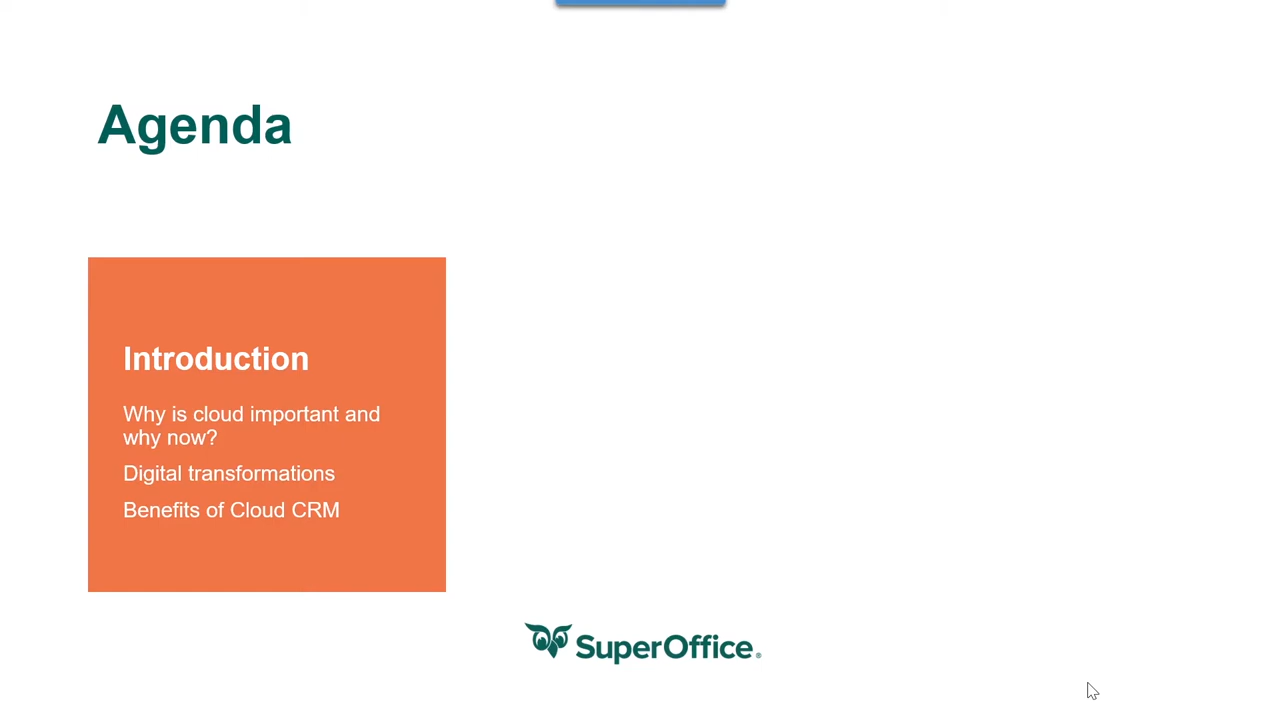 Agenda
Introduction
Why is cloud important and
why now?
Digital transformations
Benefits of Cloud CRM
SuperOffice®